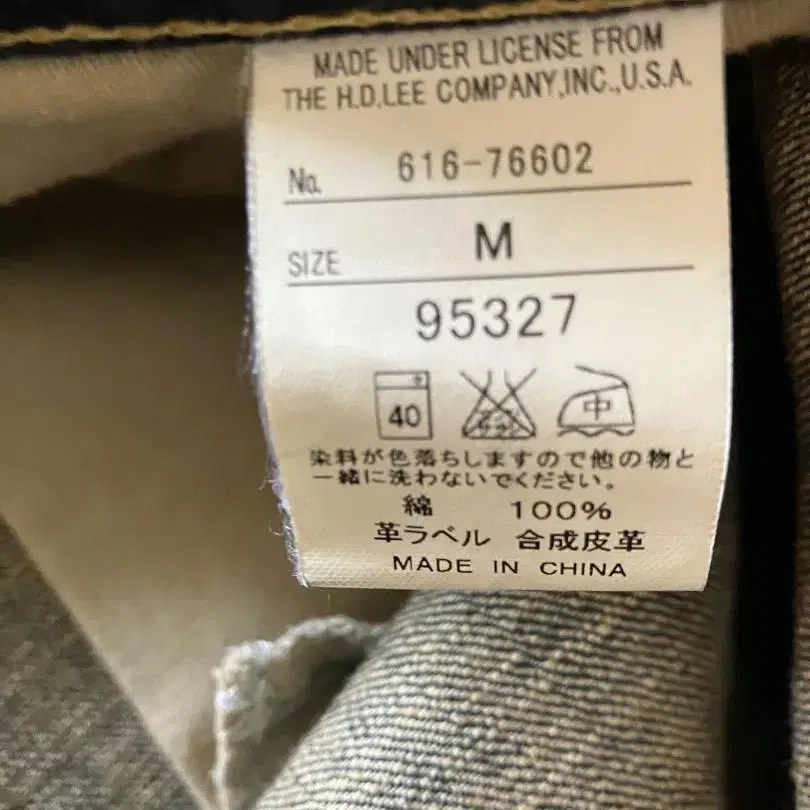 MADE UNDER LICENSE FROM
THE H.D.LEE COMPANY,INC.,U.S.A.
No. 616-76602
SIZE M
95327
40 中
染料が色落ちしますので他の物と
一緒に洗わないでください。
綿 100%
革ラベル 合成皮革
MADE IN CHINA